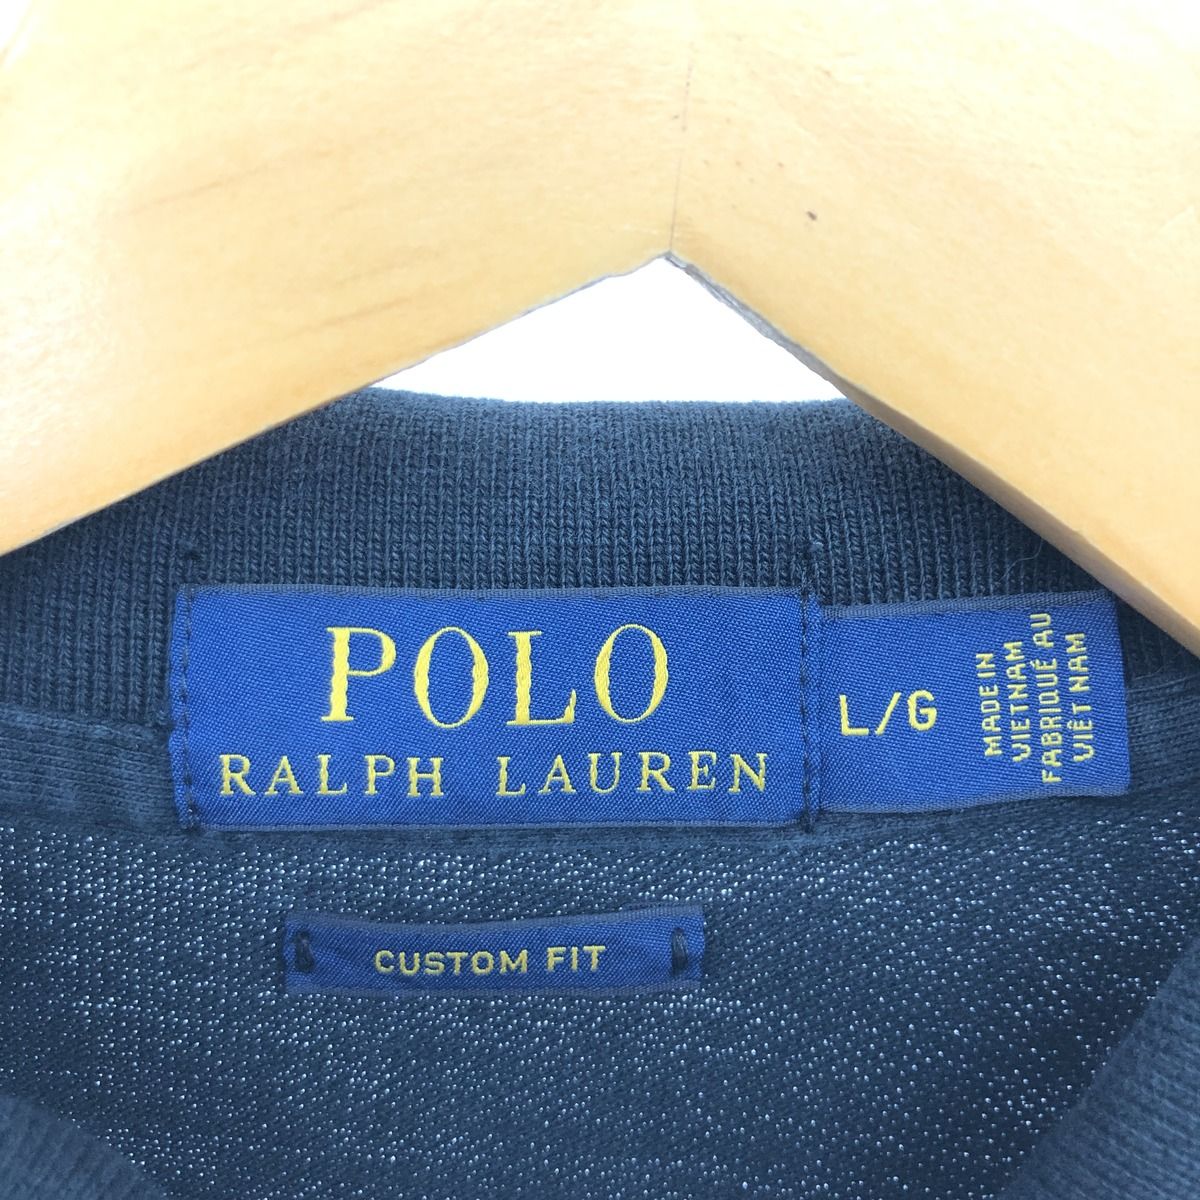 POLO
RALPH LAUREN
L/G
MADE IN
VIETNAM
FABRIQUÉ AU
VIÊT NAM
CUSTOM FIT